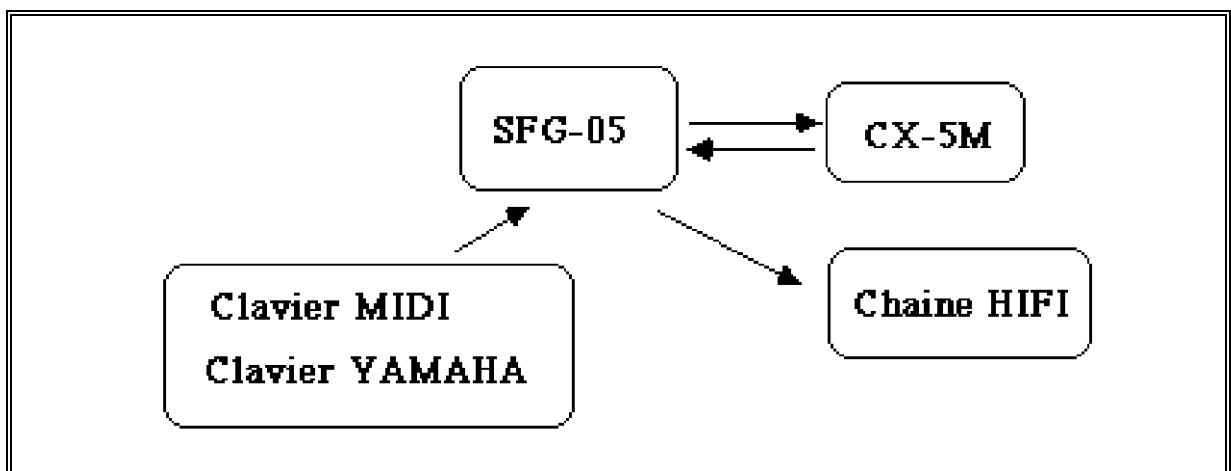 SFG-05
CX-5M
Clavier MIDI
Clavier YAMAHA
Chaine HIFI